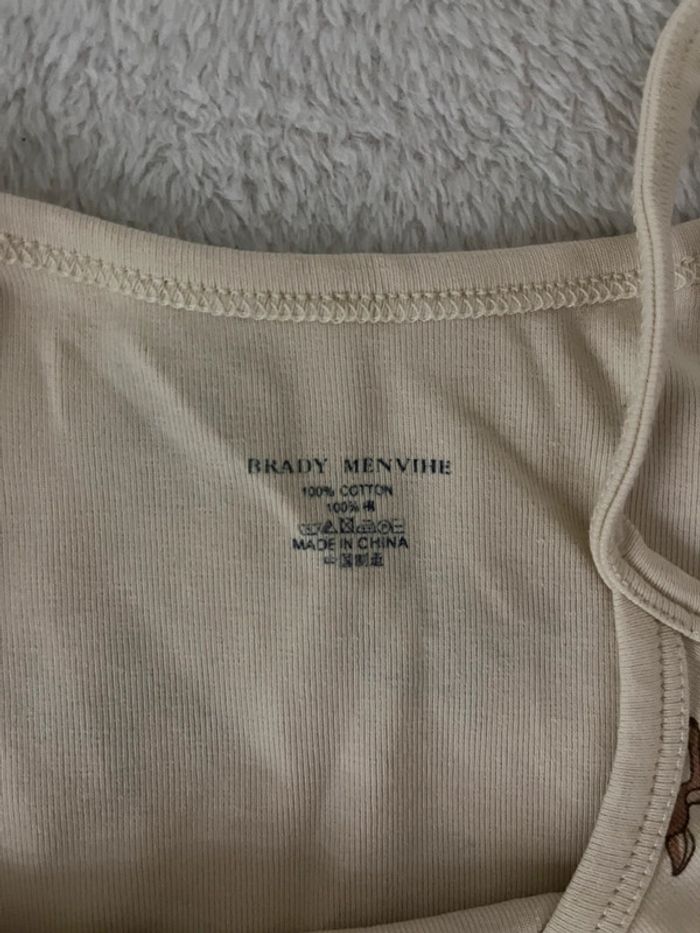 BRADY MENVIHE
100% COTTON
100% 棉
MADE IN CHINA
中国制造